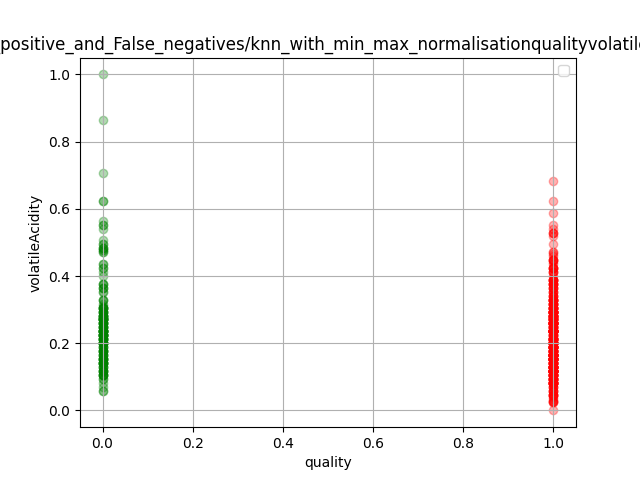 positive_and_False_negatives/knn_with_min_max_normalisationqualityvolatile
1.0
0.8
0.6
0.4
0.2
0.0
volatileAcidity
0.0 0.2 0.4 0.6 0.8 1.0
quality